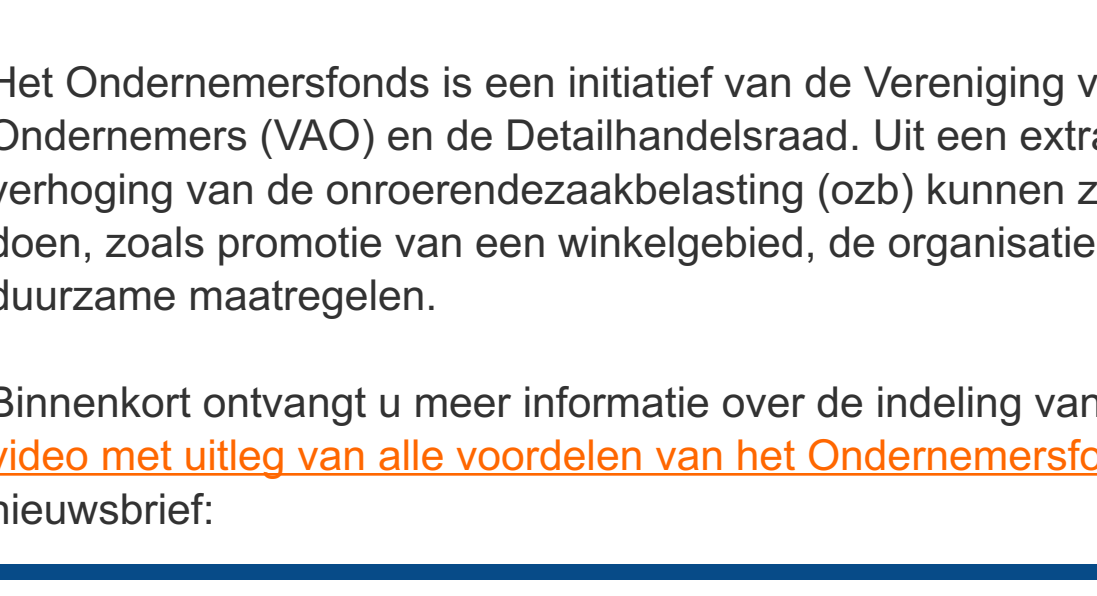 Het Ondernemersfonds is een initiatief van de Vereniging
Ondernemers (VAO) en de Detailhandelsraad. Uit een extra
verhoging van de onroerendezaakbelasting (ozb) kunnen
doen, zoals promotie van een winkelgebied, de organisatie
duurzame maatregelen.
Binnenkort ontvangt u meer informatie over de indeling van
video met uitleg van alle voordelen van het
nieuwsbrief: